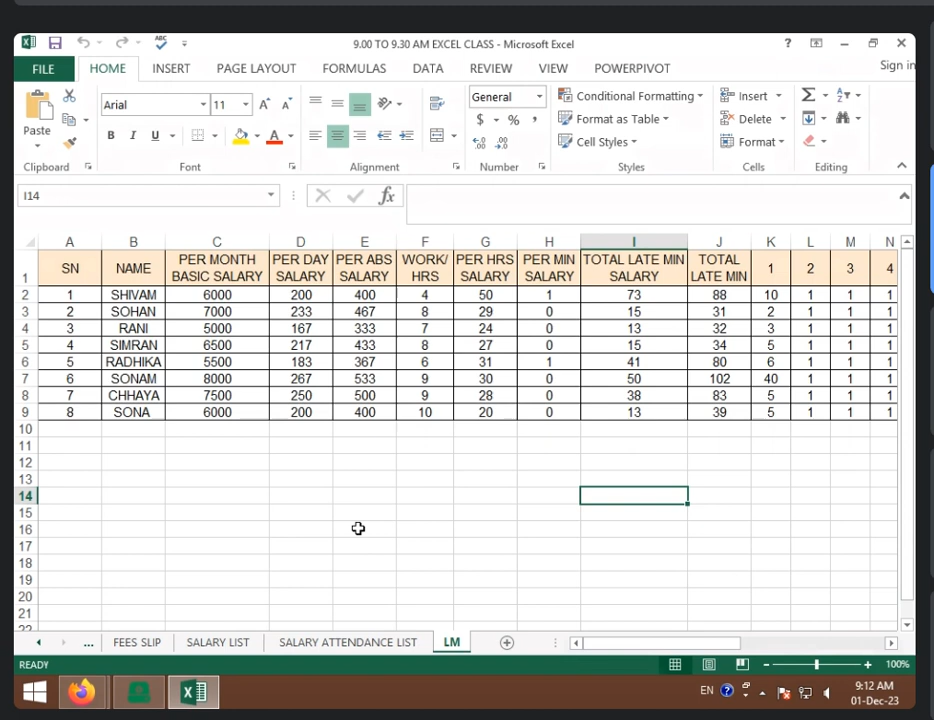 9.00 TO 9.30 AM EXCEL CLASS - Microsoft Excel
FILE HOME INSERT PAGE LAYOUT FORMULAS DATA REVIEW VIEW POWERPIVOT Sign in
Paste Arial 11 General Conditional Formatting Insert
B I U $ % , Format as Table Delete
Cell Styles Format
Clipboard Font Alignment Number Styles Cells Editing
I14 fx
A B C D E F G H I J K L M N
1 SN NAME PER MONTH BASIC SALARY PER DAY SALARY PER ABS SALARY WORK/ HRS PER HRS SALARY PER MIN SALARY TOTAL LATE MIN SALARY TOTAL LATE MIN 1 2 3 4
2 1 SHIVAM 6000 200 400 4 50 1 73 88 10 1 1 1
3 2 SOHAN 7000 233 467 8 29 0 15 31 2 1 1 1
4 3 RANI 5000 167 333 7 24 0 13 32 3 1 1 1
5 4 SIMRAN 6500 217 433 8 27 0 15 34 5 1 1 1
6 5 RADHIKA 5500 183 367 6 31 1 41 80 6 1 1 1
7 6 SONAM 8000 267 533 9 30 0 50 102 40 1 1 1
8 7 CHHAYA 7500 250 500 9 28 0 38 83 5 1 1 1
9 8 SONA 6000 200 400 10 20 0 13 39 5 1 1 1
10
11
12
13
14
15
16
17
18
19
20
21
22
... FEES SLIP SALARY LIST SALARY ATTENDANCE LIST LM
READY 100%
EN 9:12 AM
01-Dec-23